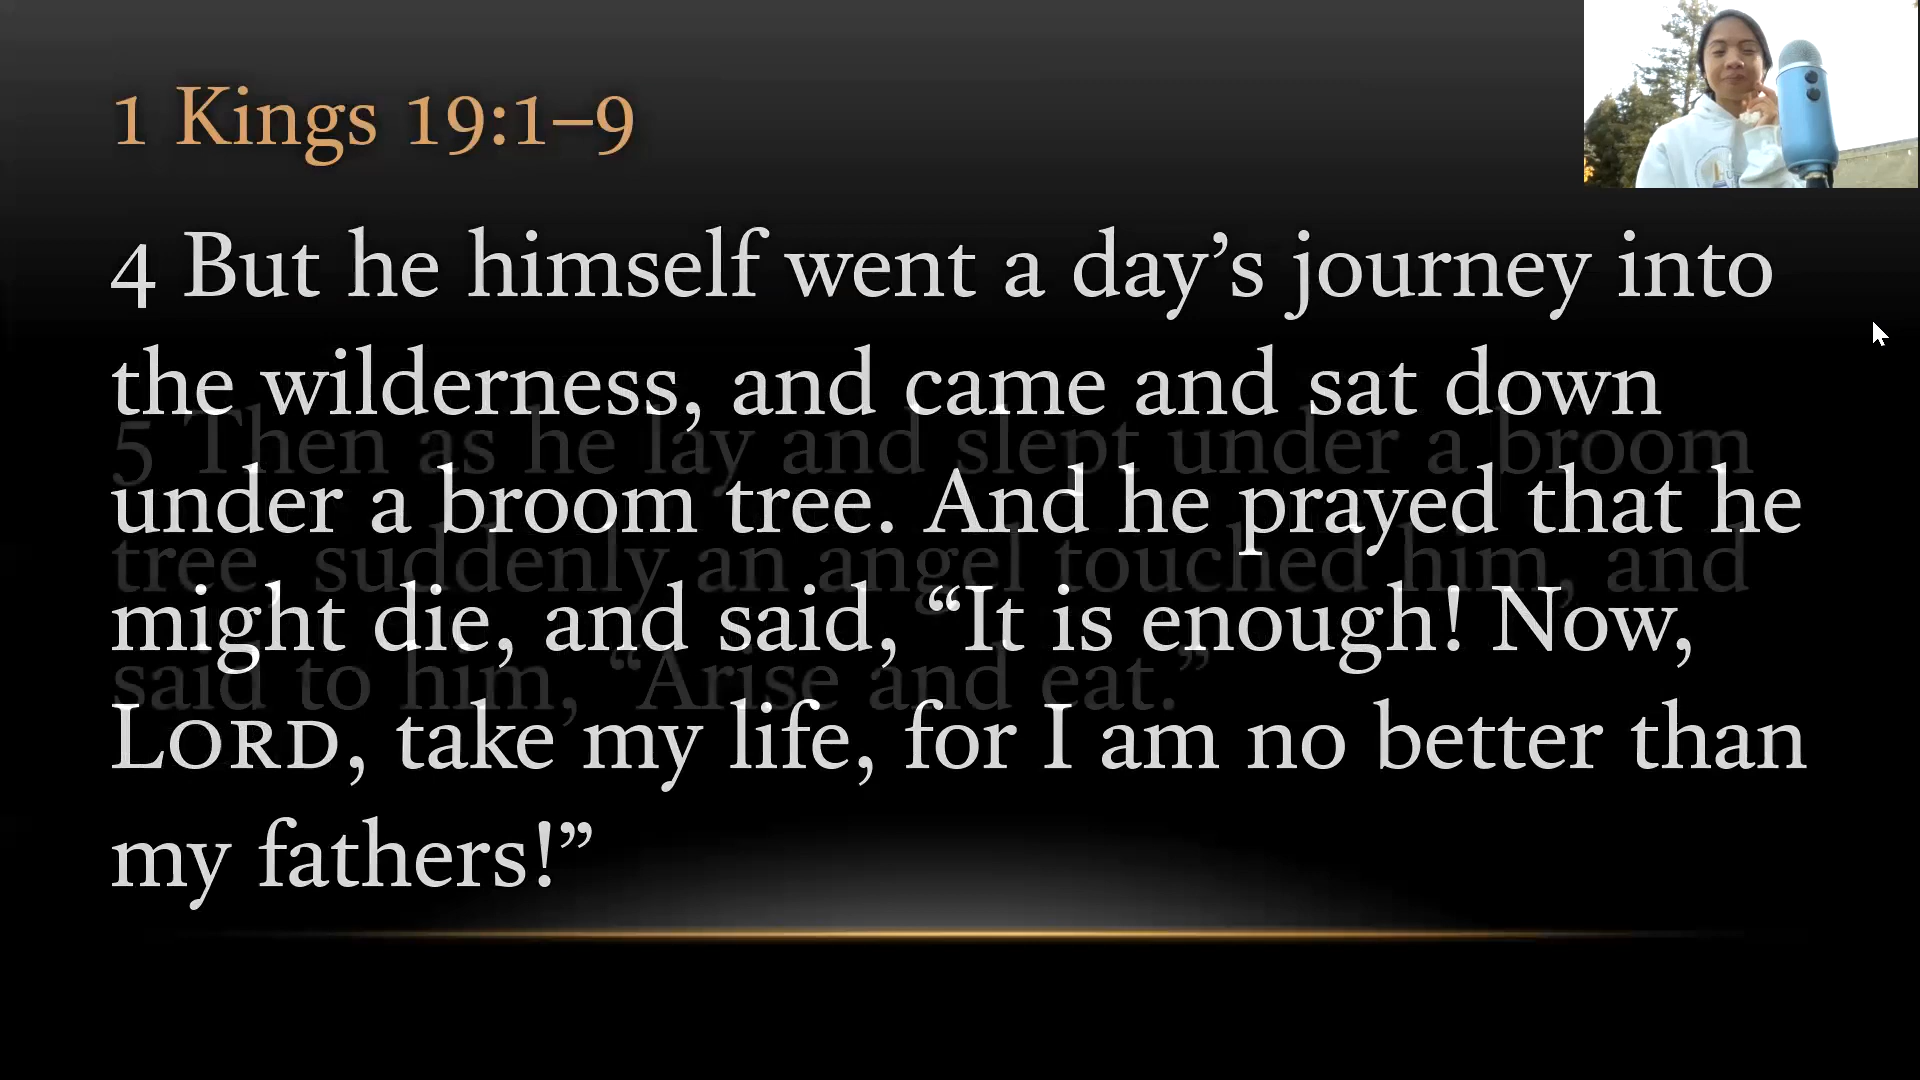 1 Kings 19:1–9
4 But he himself went a day’s journey into
the wilderness, and came and sat down
under a broom tree. And he prayed that he
might die, and said, “It is enough! Now,
LORD, take my life, for I am no better than
my fathers!”
5 Then as he lay and slept under a broom
tree, suddenly an angel touched him, and
said to him, “Arise and eat.”